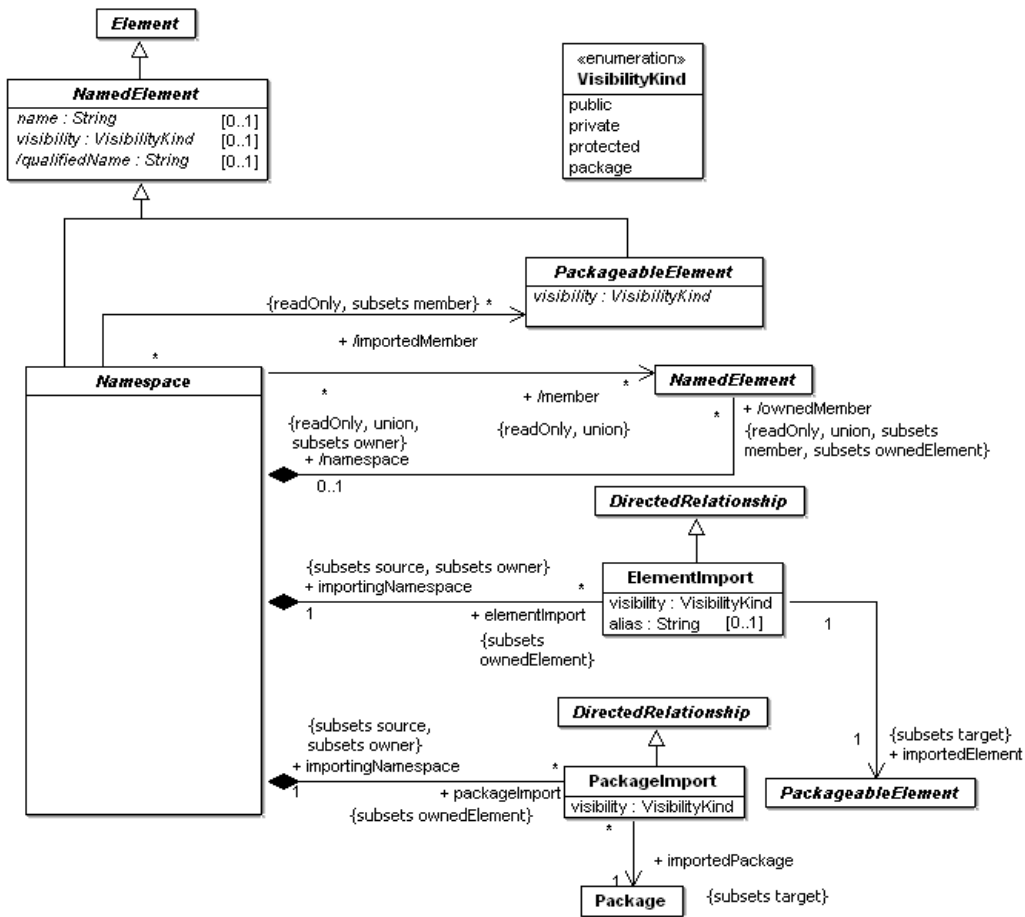 Element
NamedElement
name : String [0..1]
visibility : VisibilityKind [0..1]
/qualifiedName : String [0..1]
«enumeration»
VisibilityKind
public
private
protected
package
PackageableElement
visibility : VisibilityKind
{readOnly, subsets member} *
+ /importedMember
*
Namespace
NamedElement
*
*
+ /member
{readOnly, union}
*
+ /ownedMember
{readOnly, union, subsets
member, subsets ownedElement}
{readOnly, union,
subsets owner}
+ /namespace
0..1
DirectedRelationship
ElementImport
visibility : VisibilityKind
alias : String [0..1]
{subsets source, subsets owner}
+ importingNamespace
*
1
+ elementImport
{subsets
ownedElement}
1
1
{subsets target}
+ importedElement
PackageableElement
DirectedRelationship
{subsets source,
subsets owner}
+ importingNamespace
*
1
+ packageImport
{subsets ownedElement}
PackageImport
visibility : VisibilityKind
*
+ importedPackage
1
Package
{subsets target}